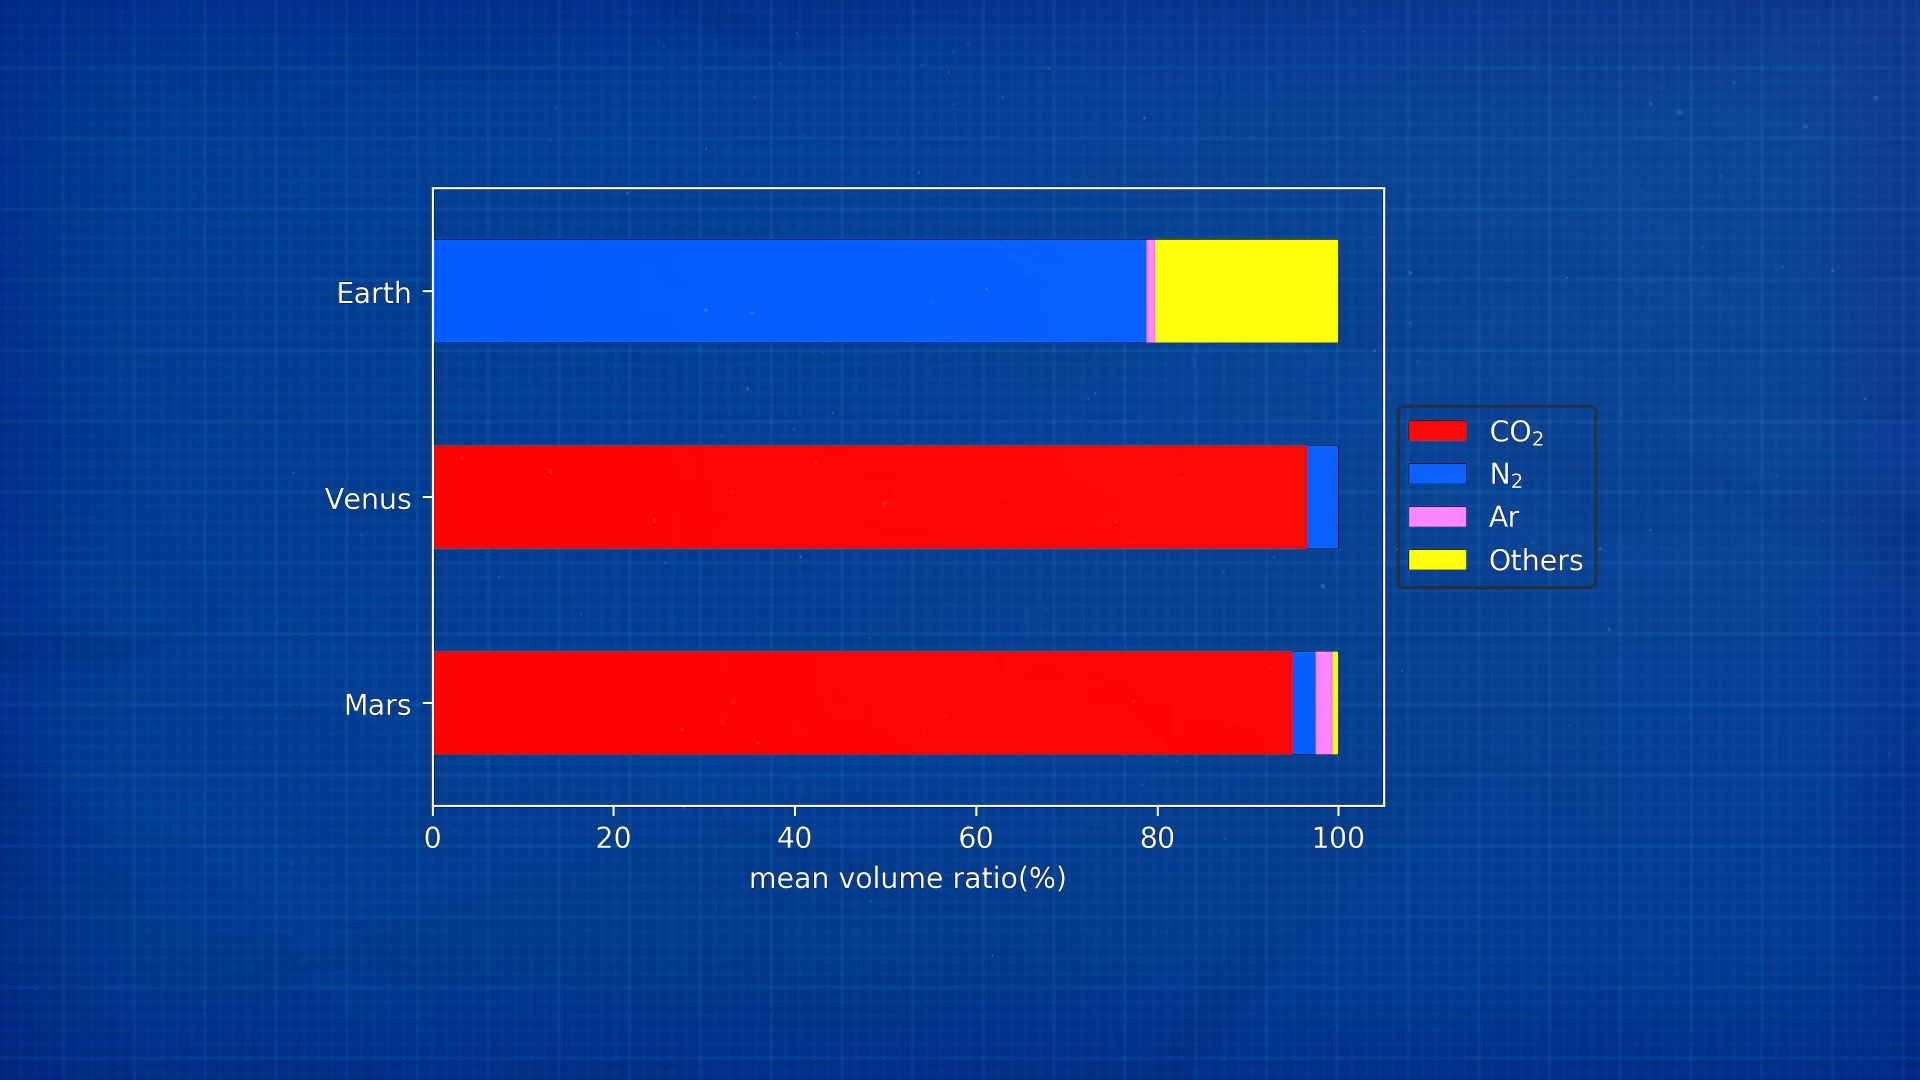 Earth
Venus
Mars
0 20 40 60 80 100
mean volume ratio(%)
CO₂
N₂
Ar
Others